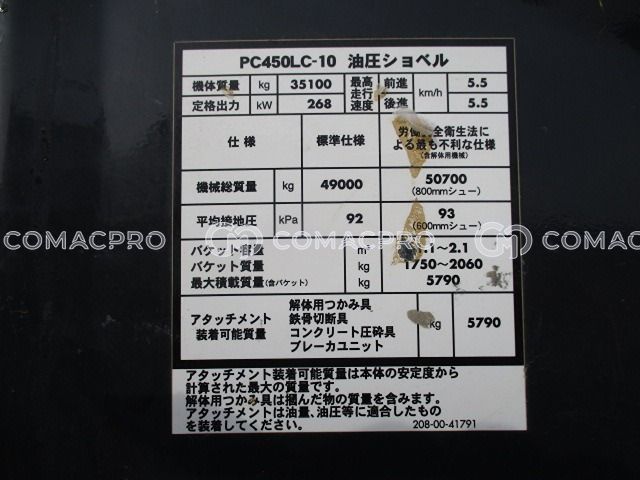 PC450LC-10 油圧ショベル
機体質量 kg 35100 最高走行速度 前進 km/h 5.5
定格出力 kW 268 後進 5.5
仕様 標準仕様 労働 全衛生法に
よる最も不利な仕様
(含解体用機械)
機械総質量 kg 49000 50700
(800mmシュー)
平均接地圧 kPa 92 93
(600mmシュー)
COMACPRO COMACPRO COMACPRO
バケット容量 m³ .1〜2.1
バケット質量 kg 1750〜2060
最大積載質量(含バケット) kg 5790
アタッチメント
装着可能質量
解体用つかみ具
鉄骨切断具
コンクリート圧砕具
ブレーカユニット
kg 5790
アタッチメント装着可能質量は本体の安定度から
計算された最大の質量です。
解体用つかみ具は掴んだ物の質量を含みます。
アタッチメントは油量、油圧等に適合したもの
を装着してください。
208-00-41791